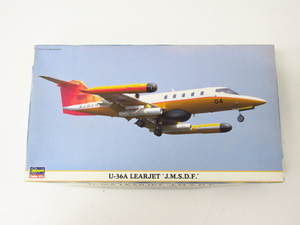 04
Hasegawa
U-36A LEARJET 'J.M.S.D.F.'